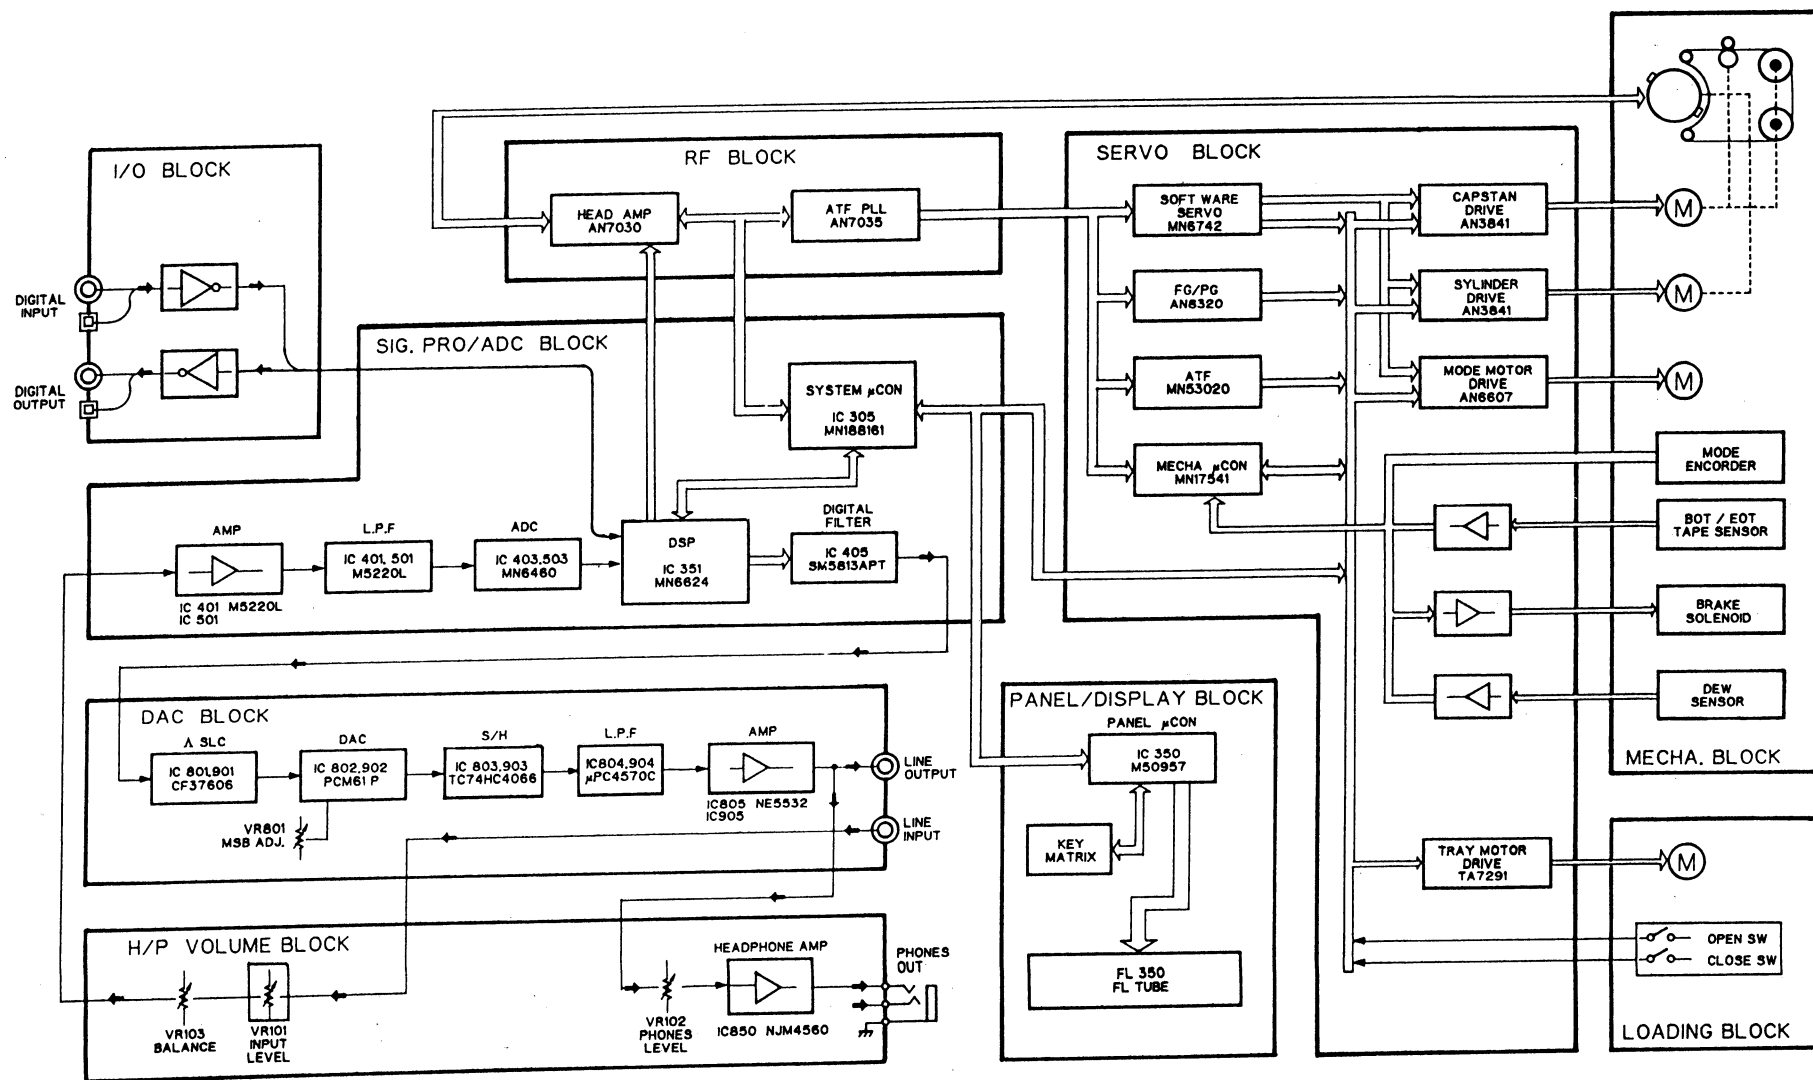 I/O BLOCK
DIGITAL
INPUT
DIGITAL
OUTPUT
RF BLOCK
HEAD AMP
AN7030
ATF PLL
AN7035
SIG. PRO/ADC BLOCK
SYSTEM μCON
IC 305
MN188161
AMP
IC 401 M5220L
IC 501
L.P.F
IC 401, 501
M5220L
ADC
IC 403,503
MN6460
DSP
IC 351
MN6624
DIGITAL
FILTER
IC 405
SM5813APT
SERVO BLOCK
SOFT WARE
SERVO
MN6742
FG/PG
AN8320
ATF
MN53020
MECHA μCON
MN17541
CAPSTAN
DRIVE
AN3841
SYLINDER
DRIVE
AN3841
MODE MOTOR
DRIVE
AN6607
TRAY MOTOR
DRIVE
TA7291
M
M
M
MODE
ENCORDER
BOT / EOT
TAPE SENSOR
BRAKE
SOLENOID
DEW
SENSOR
MECHA. BLOCK
DAC BLOCK
Λ SLC
IC 801,901
CF37606
DAC
IC 802,902
PCM61 P
VR801
MSB ADJ.
S/H
IC 803,903
TC74HC4066
L.P.F
IC804,904
μPC4570C
AMP
IC805 NE5532
IC905
LINE
OUTPUT
LINE
INPUT
PANEL/DISPLAY BLOCK
PANEL μCON
IC 350
M50957
KEY
MATRIX
FL 350
FL TUBE
M
OPEN SW
CLOSE SW
LOADING BLOCK
H/P VOLUME BLOCK
VR103
BALANCE
VR101
INPUT
LEVEL
VR102
PHONES
LEVEL
HEADPHONE AMP
IC850 NJM4560
PHONES
OUT